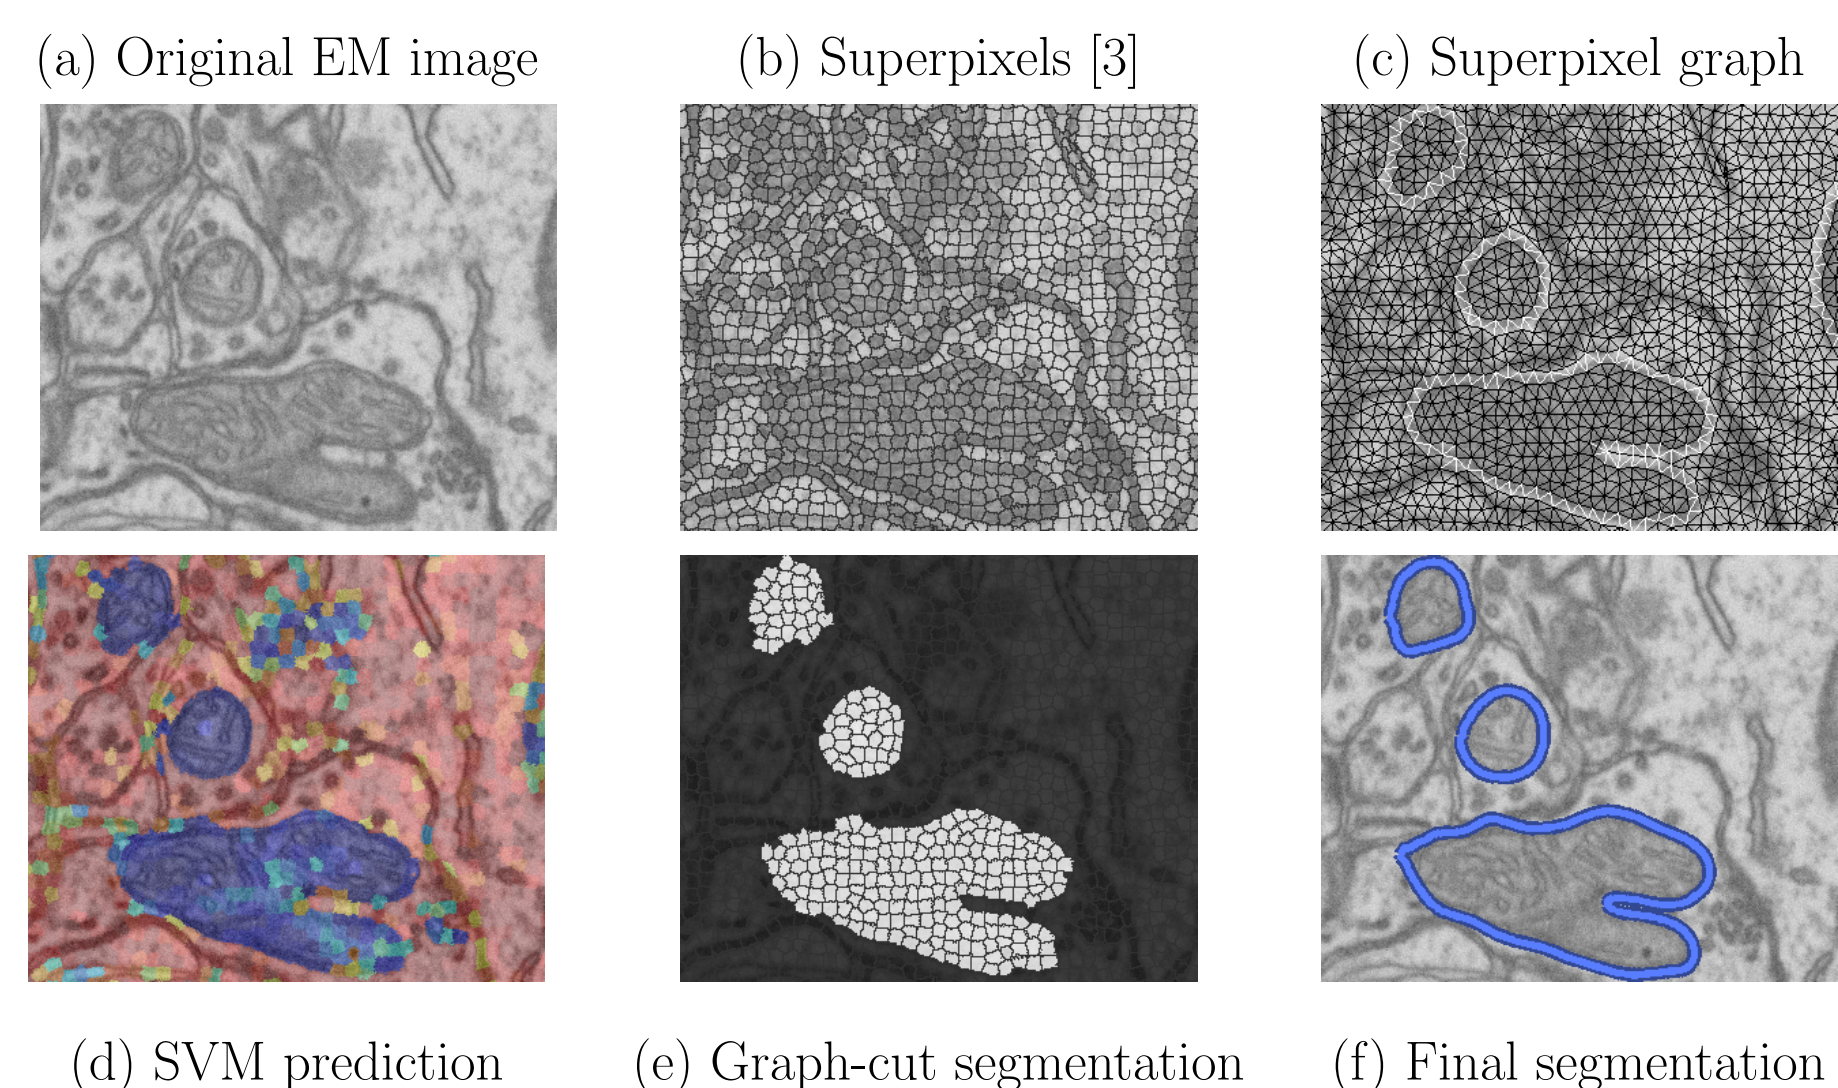 (a) Original EM image
(b) Superpixels [3]
(c) Superpixel graph
(d) SVM prediction
(e) Graph-cut segmentation
(f) Final segmentation